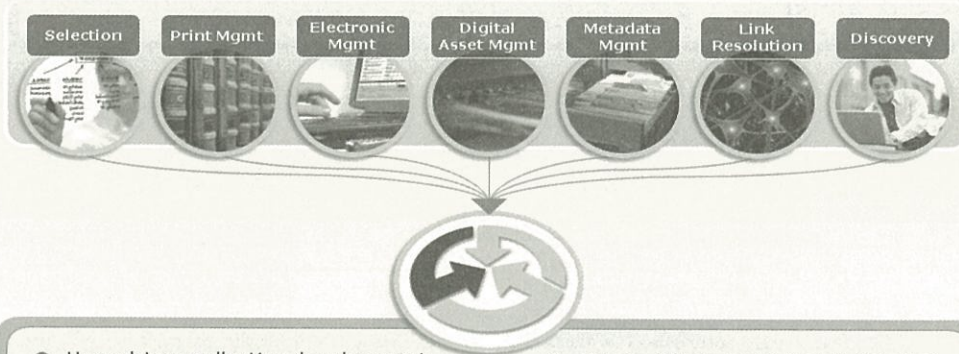 Selection
Print Mgmt
Electronic
Mgmt
Digital
Asset Mgmt
Metadata
Mgmt
Link
Resolution
Discovery